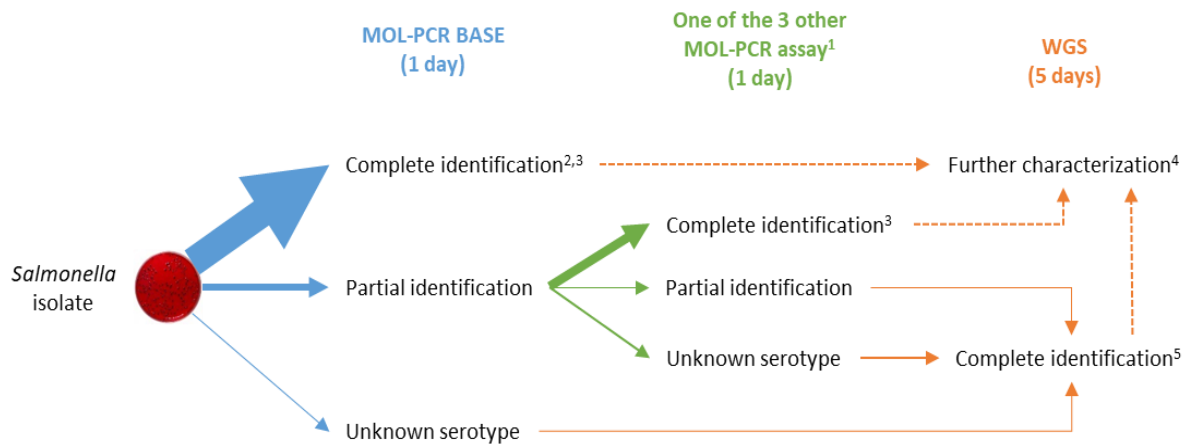 MOL-PCR BASE
(1 day)
One of the 3 other
MOL-PCR assay¹
(1 day)
WGS
(5 days)
Complete identification²,³
Further characterization⁴
Complete identification³
Salmonella
isolate
Partial identification
Partial identification
Unknown serotype
Complete identification⁵
Unknown serotype